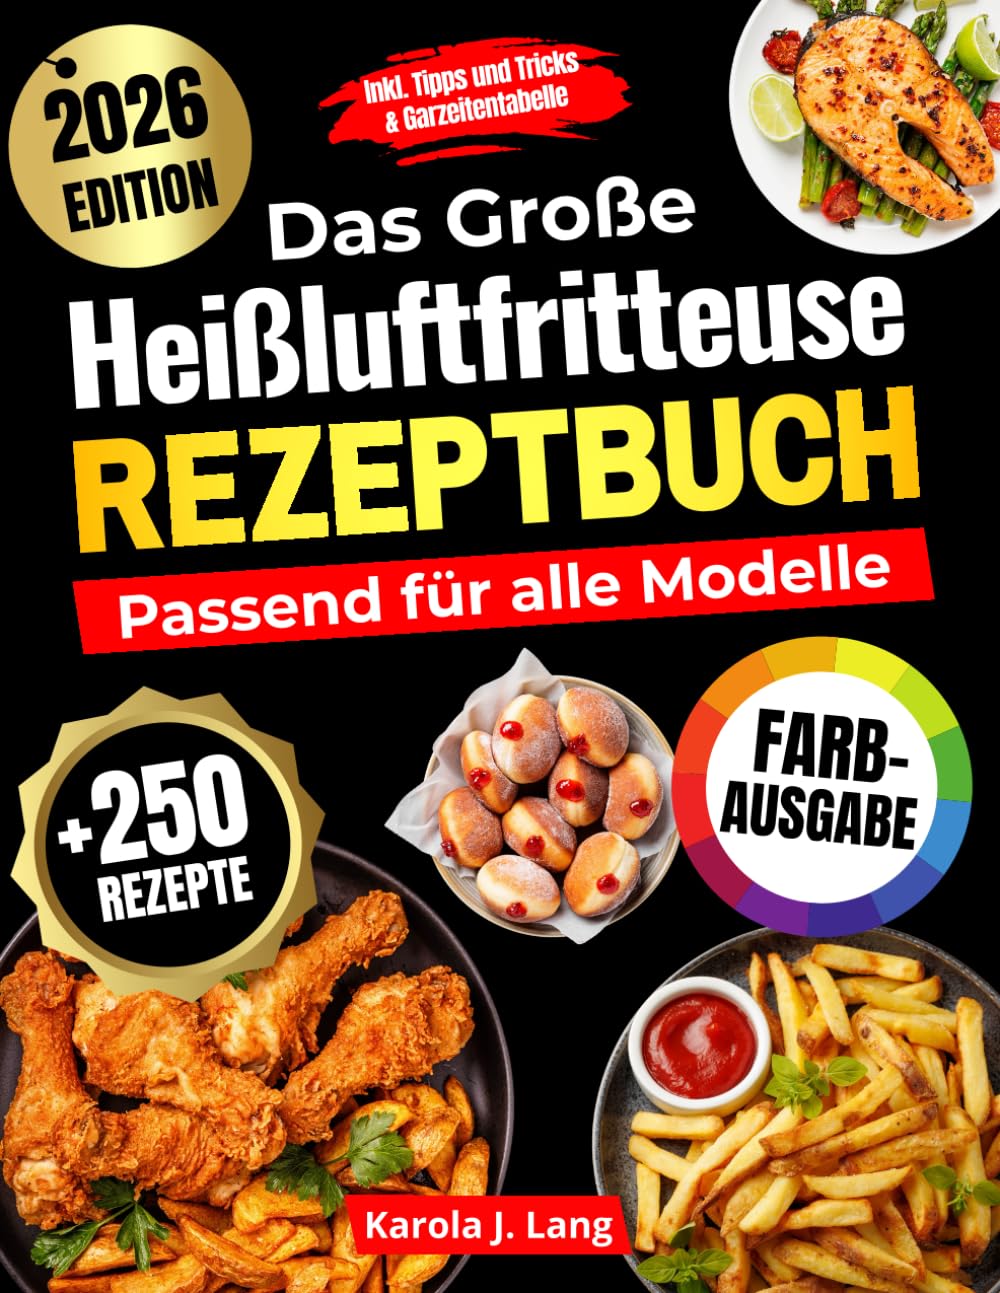 2026
EDITION
Inkl. Tipps und Tricks
& Garzeitentabelle
Das Große
Heißluftfritteuse
REZEPTBUCH
Passend für alle Modelle
+250
REZEPTE
FARB-
AUSGABE
Karola J. Lang